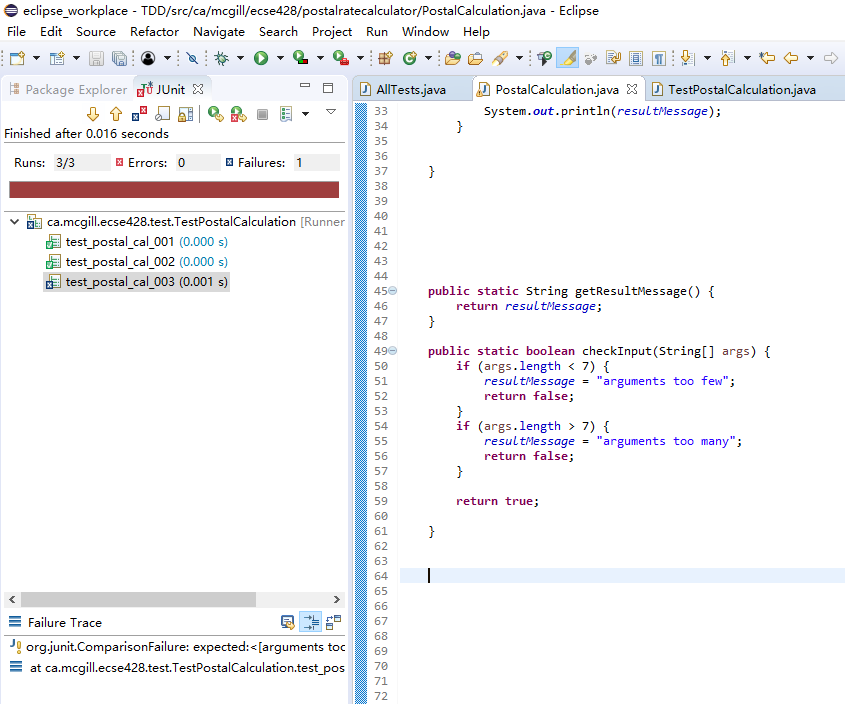 eclipse_workplace - TDD/src/ca/mcgill/ecse428/postalratecalculator/PostalCalculation.java - Eclipse
File Edit Source Refactor Navigate Search Project Run Window Help
Package Explorer JUnit
AllTests.java PostalCalculation.java TestPostalCalculation.java
Finished after 0.016 seconds
Runs: 3/3 Errors: 0 Failures: 1
ca.mcgill.ecse428.test.TestPostalCalculation [Runner
test_postal_cal_001 (0.000 s)
test_postal_cal_002 (0.000 s)
test_postal_cal_003 (0.001 s)
Failure Trace
org.junit.ComparisonFailure: expected:<[arguments too
at ca.mcgill.ecse428.test.TestPostalCalculation.test_pos
33 System.out.println(resultMessage);
34 }
35
36
37 }
38
39
40
41
42
43
44
45 public static String getResultMessage() {
46 return resultMessage;
47 }
48
49 public static boolean checkInput(String[] args) {
50 if (args.length < 7) {
51 resultMessage = "arguments too few";
52 return false;
53 }
54 if (args.length > 7) {
55 resultMessage = "arguments too many";
56 return false;
57 }
58
59 return true;
60
61 }
62
63
64
65
66
67
68
69
70
71
72